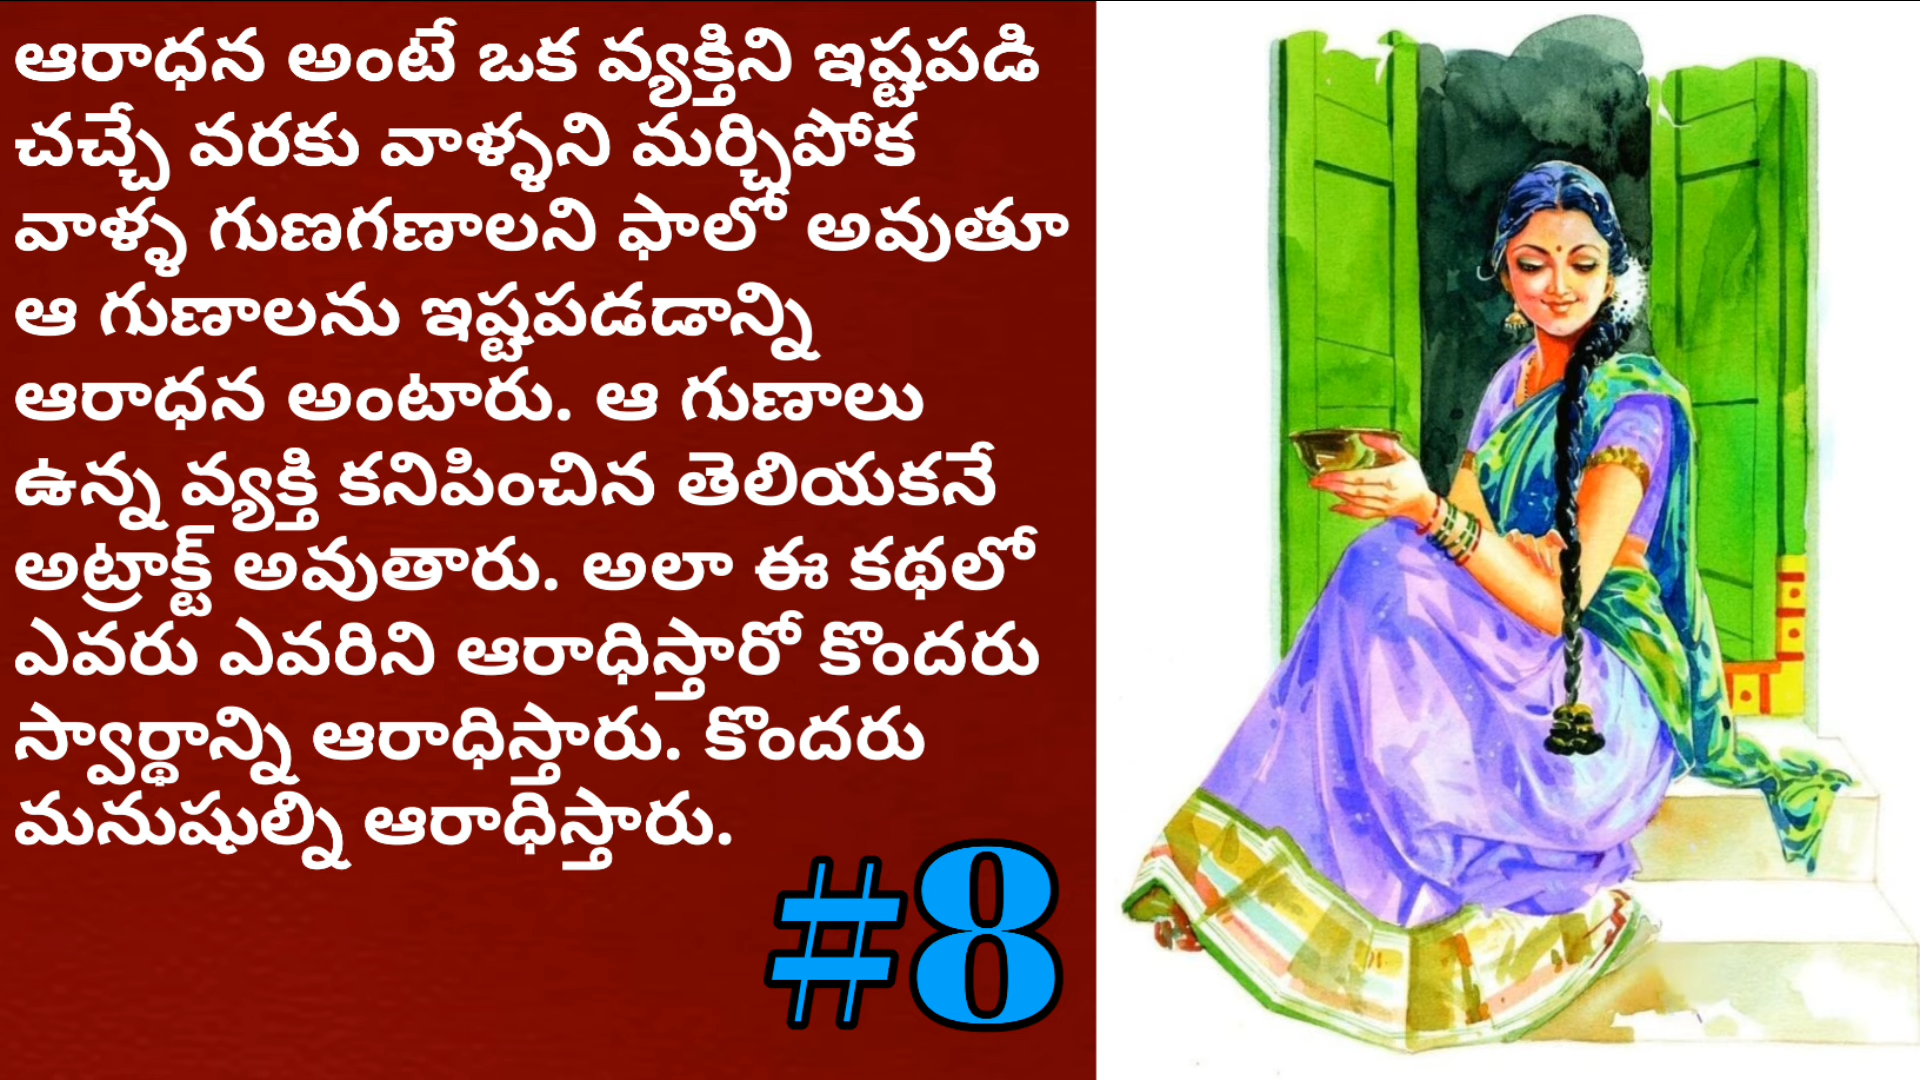 ఆరాధన అంటే ఒక వ్యక్తిని ఇష్టపడి
చచ్చే వరకు వాళ్ళని మర్చిపోక
వాళ్ళ గుణగణాలని ఫాలో అవుతూ
ఆ గుణాలను ఇష్టపడడాన్ని
ఆరాధన అంటారు. ఆ గుణాలు
ఉన్న వ్యక్తి కనిపించిన తెలియకనే
అట్రాక్ట్ అవుతారు. అలా ఈ కథలో
ఎవరు ఎవరిని ఆరాధిస్తారో కొందరు
స్వార్థాన్ని ఆరాధిస్తారు. కొందరు
మనుషుల్ని ఆరాధిస్తారు.
#8